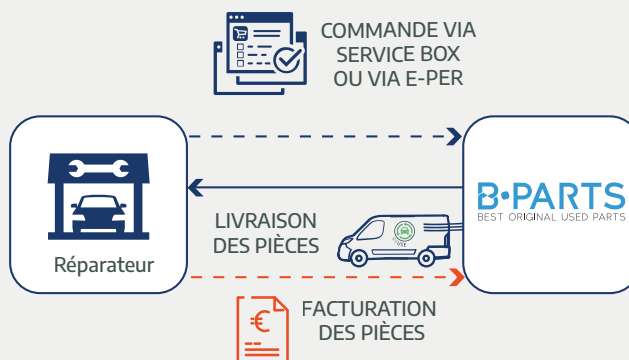 COMMANDE VIA
SERVICE BOX
OU VIA E-PER
B·PARTS
BEST ORIGINAL USED PARTS
Réparateur
LIVRAISON
DES PIÈCES
€
FACTURATION
DES PIÈCES